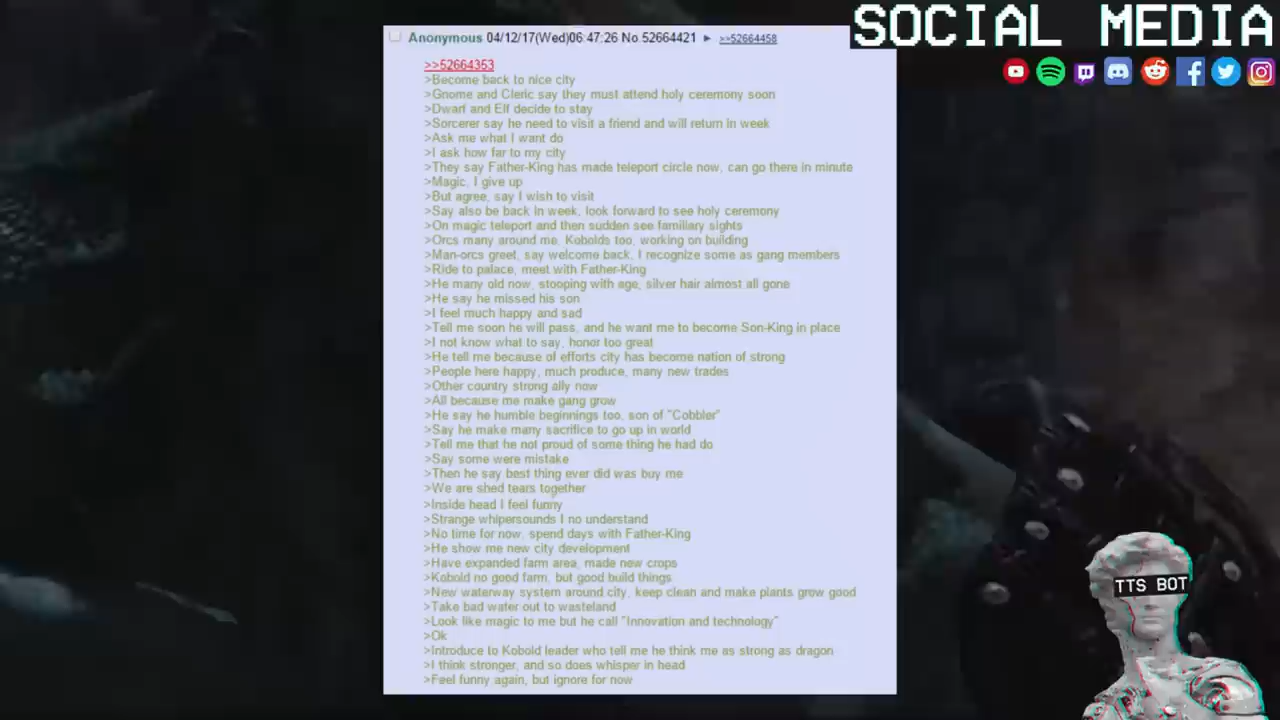 SOCIAL MEDIA
Anonymous 04/12/17(Wed)06:47:26 No.52664421 ► >>52664458
>>52664353
>Become back to nice city
>Gnome and Cleric say they must attend holy ceremony soon
>Dwarf and Elf decide to stay
>Sorcerer say he need to visit a friend and will return in week
>Ask me what I want do
>I ask how far to my city
>They say Father-King has made teleport circle now, can go there in minute
>Magic, I give up
>But agree, say I wish to visit
>Say also be back in week, look forward to see holy ceremony
>On magic teleport and then sudden see familiary sights
>Orcs many around me, Kobolds too, working on building
>Man-orcs greet, say welcome back, I recognize some as gang members
>Ride to palace, meet with Father-King
>He many old now, stooping with age, silver hair almost all gone
>He say he missed his son
>I feel much happy and sad
>Tell me soon he will pass, and he want me to become Son-King in place
>I not know what to say, honor too great
>He tell me because of efforts city has become nation of strong
>People here happy, much produce, many new trades
>Other country strong ally now
>All because me make gang grow
>He say he humble beginnings too, son of "Cobbler"
>Say he make many sacrifice to go up in world
>Tell me that he not proud of some thing he had do
>Say some were mistake
>Then he say best thing ever did was buy me
>We are shed tears together
>Inside head I feel funny
>Strange whipersounds I no understand
>No time for now, spend days with Father-King
>He show me new city development
>Have expanded farm area, made new crops
>Kobold no good farm, but good build things
>New waterway system around city, keep clean and make plants grow good
>Take bad water out to wasteland
>Look like magic to me but he call "Innovation and technology"
>Ok
>Introduce to Kobold leader who tell me he think me as strong as dragon
>I think stronger, and so does whisper in head
>Feel funny again, but ignore for now
TTS BOT